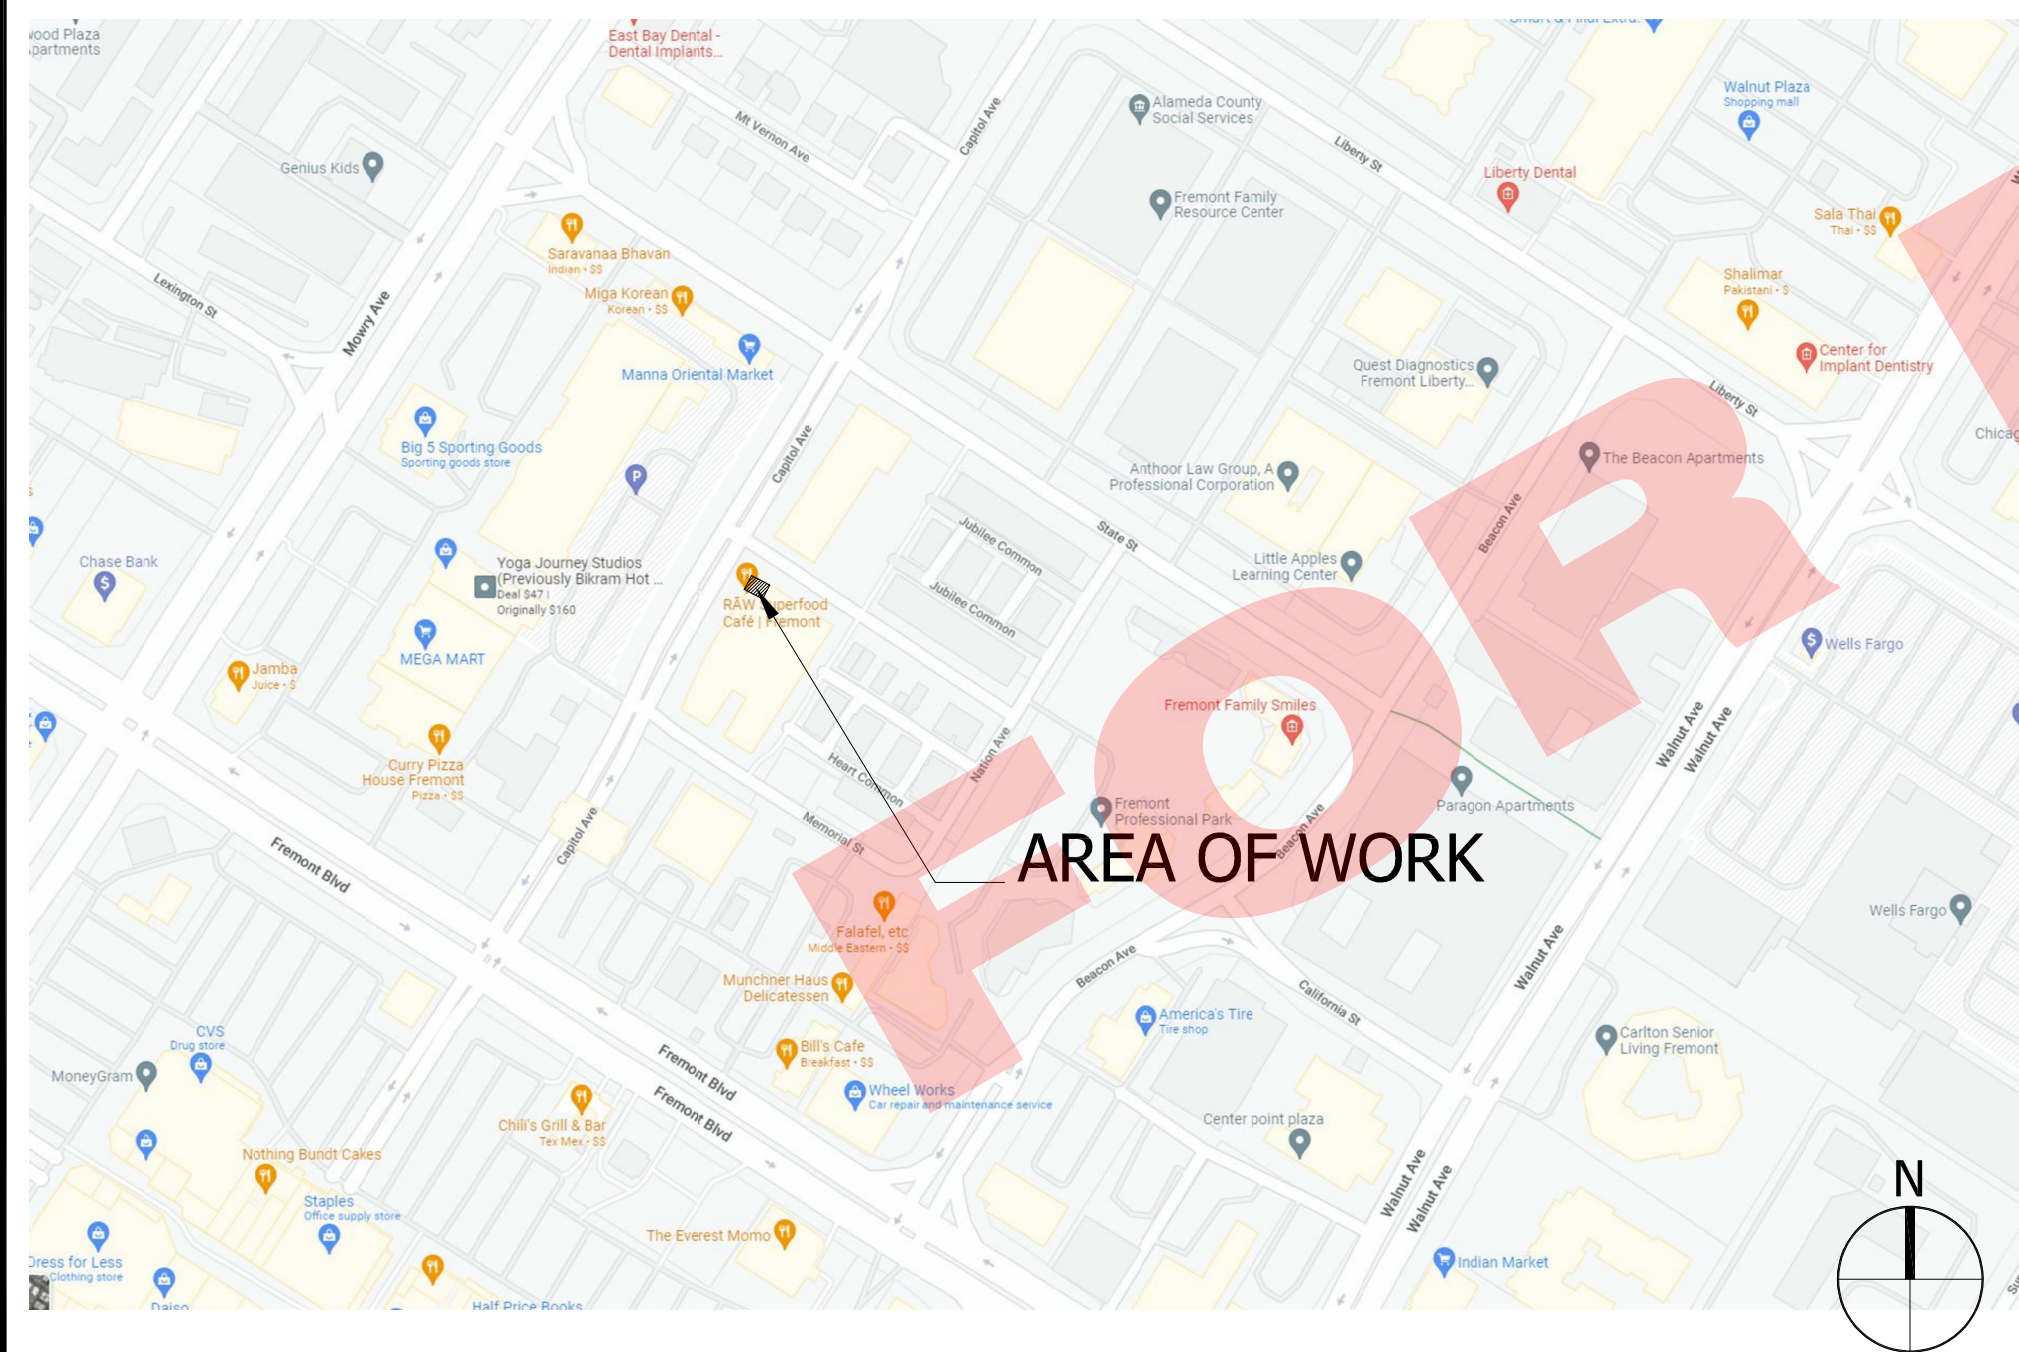 wood Plaza
partments
East Bay Dental -
Dental Implants...
Smart & Final Extra!
Mt Vernon Ave
Capitol Ave
Alameda County
Social Services
Walnut Plaza
Shopping mall
Liberty St
Genius Kids
Liberty Dental
Fremont Family
Resource Center
Sala Thai
Thai • $$
Saravanaa Bhavan
Indian • $$
Miga Korean
Korean • $$
Lexington St
Mowry Ave
Shalimar
Pakistani • $
Manna Oriental Market
Quest Diagnostics
Fremont Liberty...
Center for
Implant Dentistry
Liberty St
Big 5 Sporting Goods
Sporting goods store
Capitol Ave
P
Chicag
The Beacon Apartments
Anthoor Law Group, A
Professional Corporation
Beacon Ave
Jubilee Common
State St
Chase Bank
Yoga Journey Studios
(Previously Bikram Hot ...
Deal $47 |
Originally $160
Little Apples
Learning Center
Jubilee Common
RĀW Superfood
Café | Fremont
Wells Fargo
MEGA MART
Jamba
Juice • $
Fremont Family Smiles
Walnut Ave
Walnut Ave
Nation Ave
Curry Pizza
House Fremont
Pizza • $$
Heart Common
Fremont
Professional Park
Paragon Apartments
Memorial St
Capitol Ave
Beacon Ave
AREA OF WORK
Fremont Blvd
FOR
Falafel, etc
Middle Eastern • $$
Wells Fargo
Walnut Ave
Beacon Ave
Munchner Haus
Delicatessen
California St
America's Tire
Tire shop
CVS
Drug store
Carlton Senior
Living Fremont
Bill's Cafe
Breakfast • $$
MoneyGram
Fremont Blvd
Fremont Blvd
Wheel Works
Car repair and maintenance service
Chili's Grill & Bar
Tex Mex • $$
Center point plaza
Nothing Bundt Cakes
Walnut Ave
Walnut Ave
N
Staples
Office supply store
The Everest Momo
Dress for Less
Clothing store
Indian Market
Daiso
Half Price Books